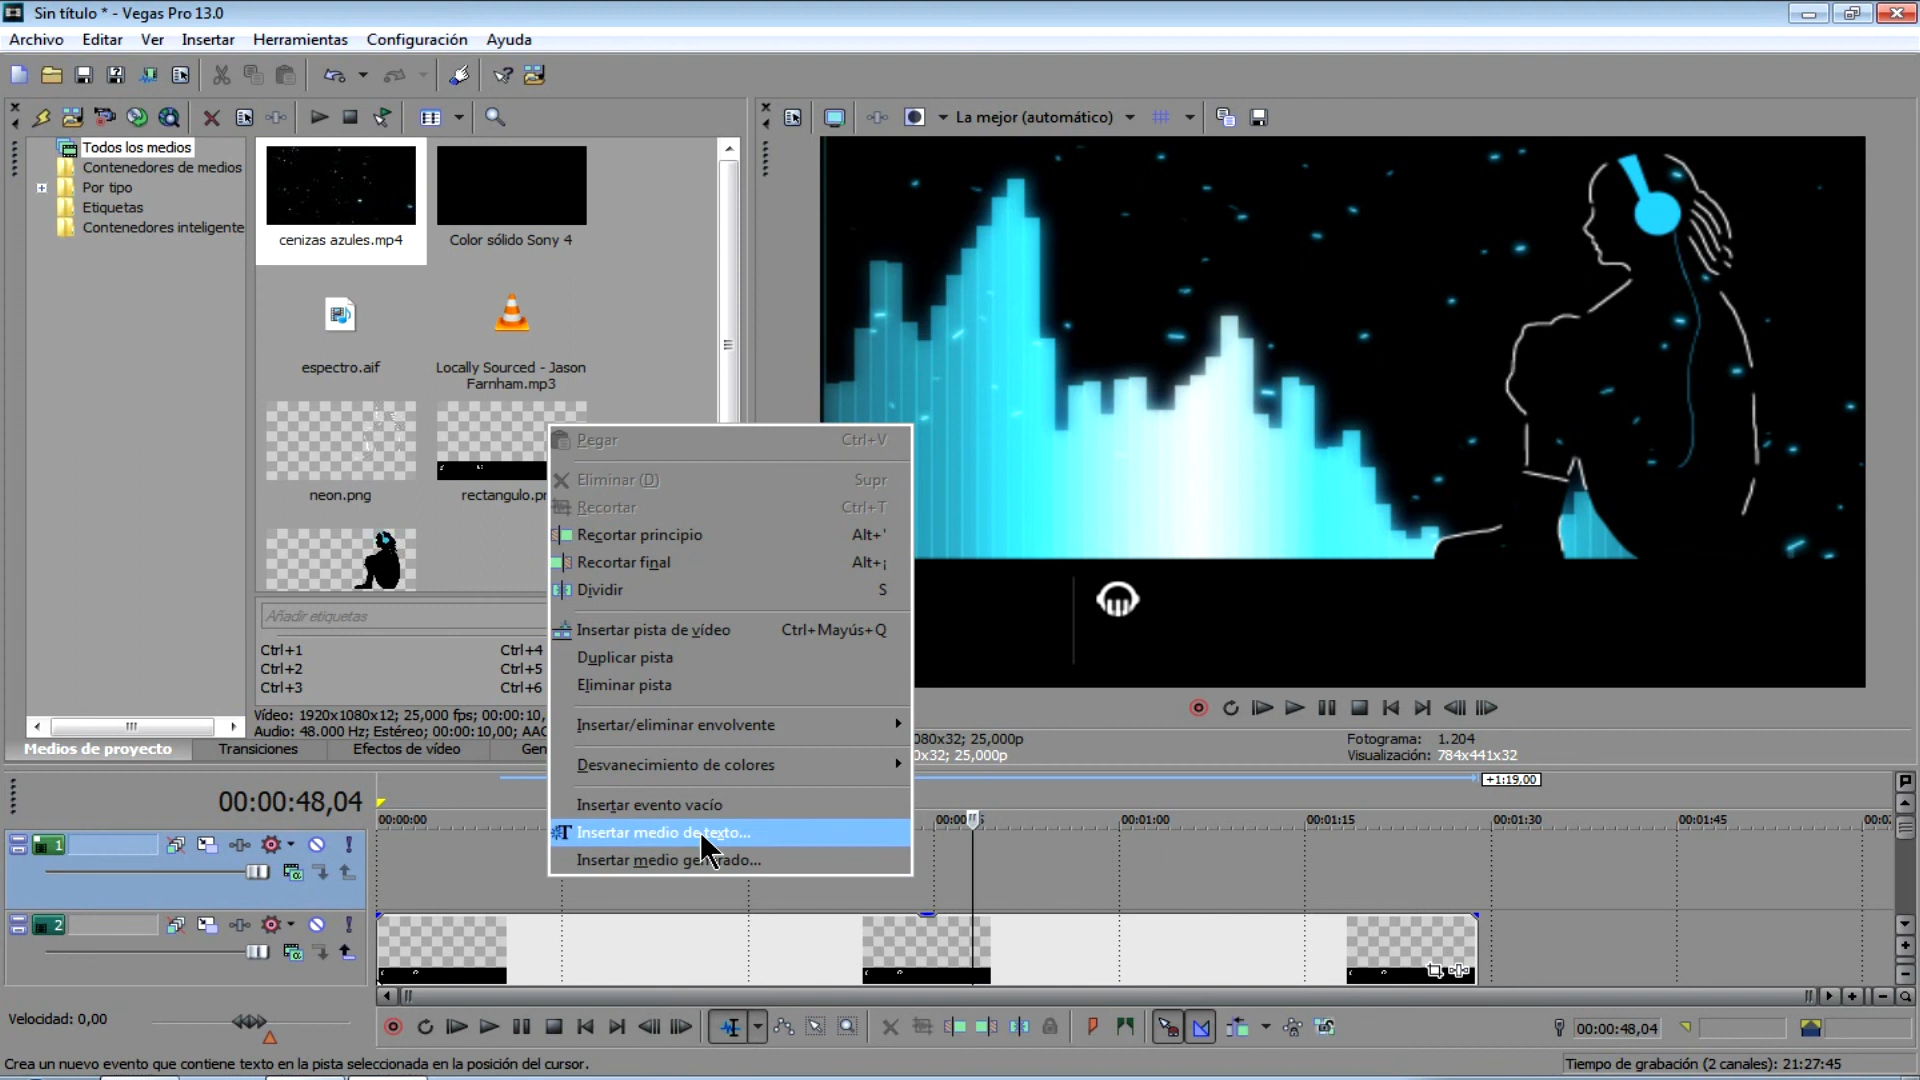 Sin título * - Vegas Pro 13.0
Archivo Editar Ver Insertar Herramientas Configuración Ayuda
La mejor (automático)
Todos los medios
Contenedores de medios
Por tipo
Etiquetas
Contenedores inteligente
cenizas azules.mp4
Color sólido Sony 4
espectro.aif
Locally Sourced - Jason
Farnham.mp3
neon.png
rectangulo.pr
Añadir etiquetas
Ctrl+1 Ctrl+4
Ctrl+2 Ctrl+5
Ctrl+3 Ctrl+6
Vídeo: 1920x1080x12; 25,000 fps; 00:00:10,
Audio: 48.000 Hz; Estéreo; 00:00:10,00; AAC
Medios de proyecto Transiciones Efectos de vídeo Gen
Pegar Ctrl+V
Eliminar (D) Supr
Recortar Ctrl+T
Recortar principio Alt+'
Recortar final Alt+¡
Dividir S
Insertar pista de vídeo Ctrl+Mayús+Q
Duplicar pista
Eliminar pista
Insertar/eliminar envolvente
Desvanecimiento de colores
Insertar evento vacío
Insertar medio de texto...
Insertar medio generado...
080x32; 25,000p
0x32; 25,000p
Fotograma: 1.204
Visualización: 784x441x32
+1:19,00
00:00:48,04
00:00:00 00:00 00:01:00 00:01:15 00:01:30 00:01:45 00:0
1
2
Velocidad: 0,00
00:00:48,04
Crea un nuevo evento que contiene texto en la pista seleccionada en la posición del cursor.
Tiempo de grabación (2 canales): 21:27:45